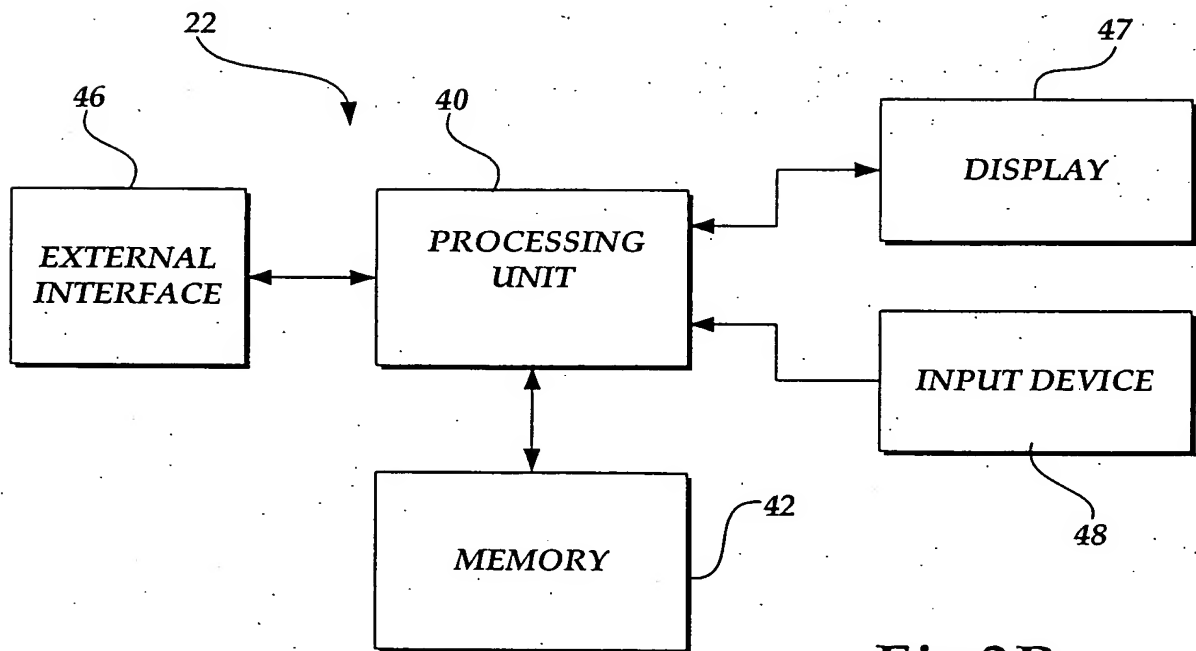 22
47
46
40
DISPLAY
EXTERNAL
INTERFACE
PROCESSING
UNIT
INPUT DEVICE
MEMORY
42
48